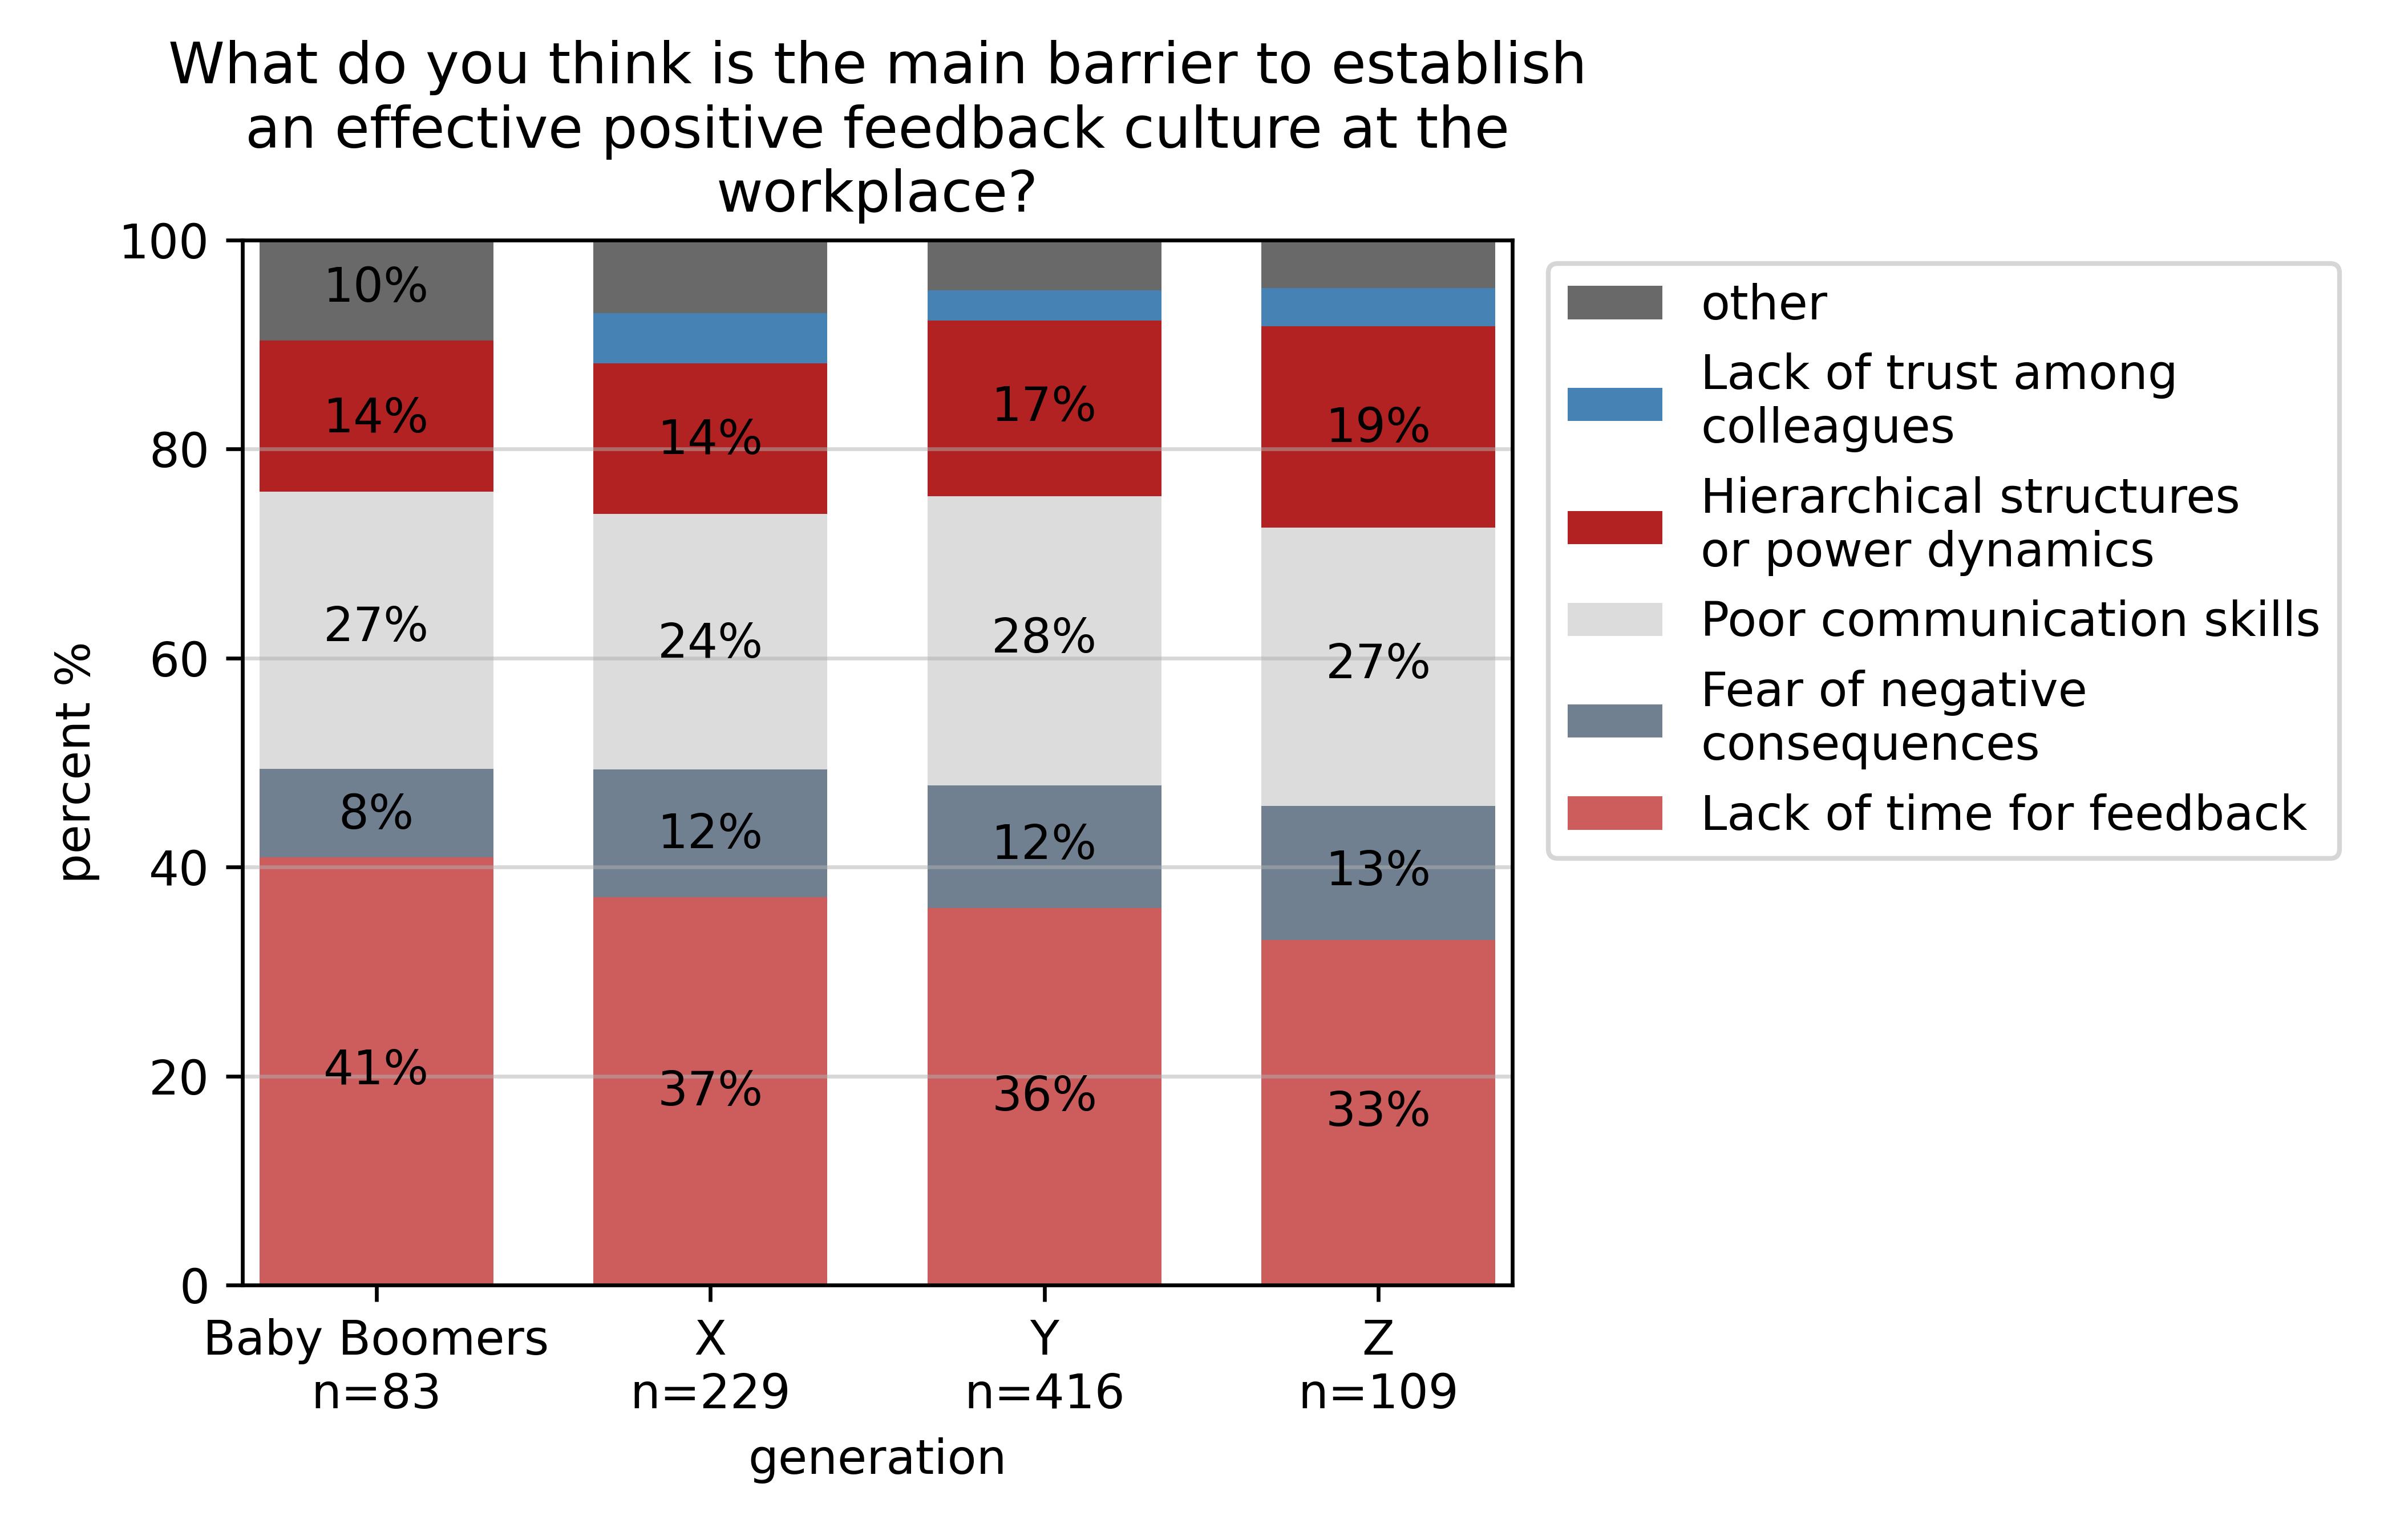 What do you think is the main barrier to establish
an effective positive feedback culture at the
workplace?
percent %
100
80
60
40
20
0
10%
14%
27%
8%
41%
14%
24%
12%
37%
17%
28%
12%
36%
19%
27%
13%
33%
Baby Boomers
n=83
X
n=229
Y
n=416
Z
n=109
generation
other
Lack of trust among
colleagues
Hierarchical structures
or power dynamics
Poor communication skills
Fear of negative
consequences
Lack of time for feedback